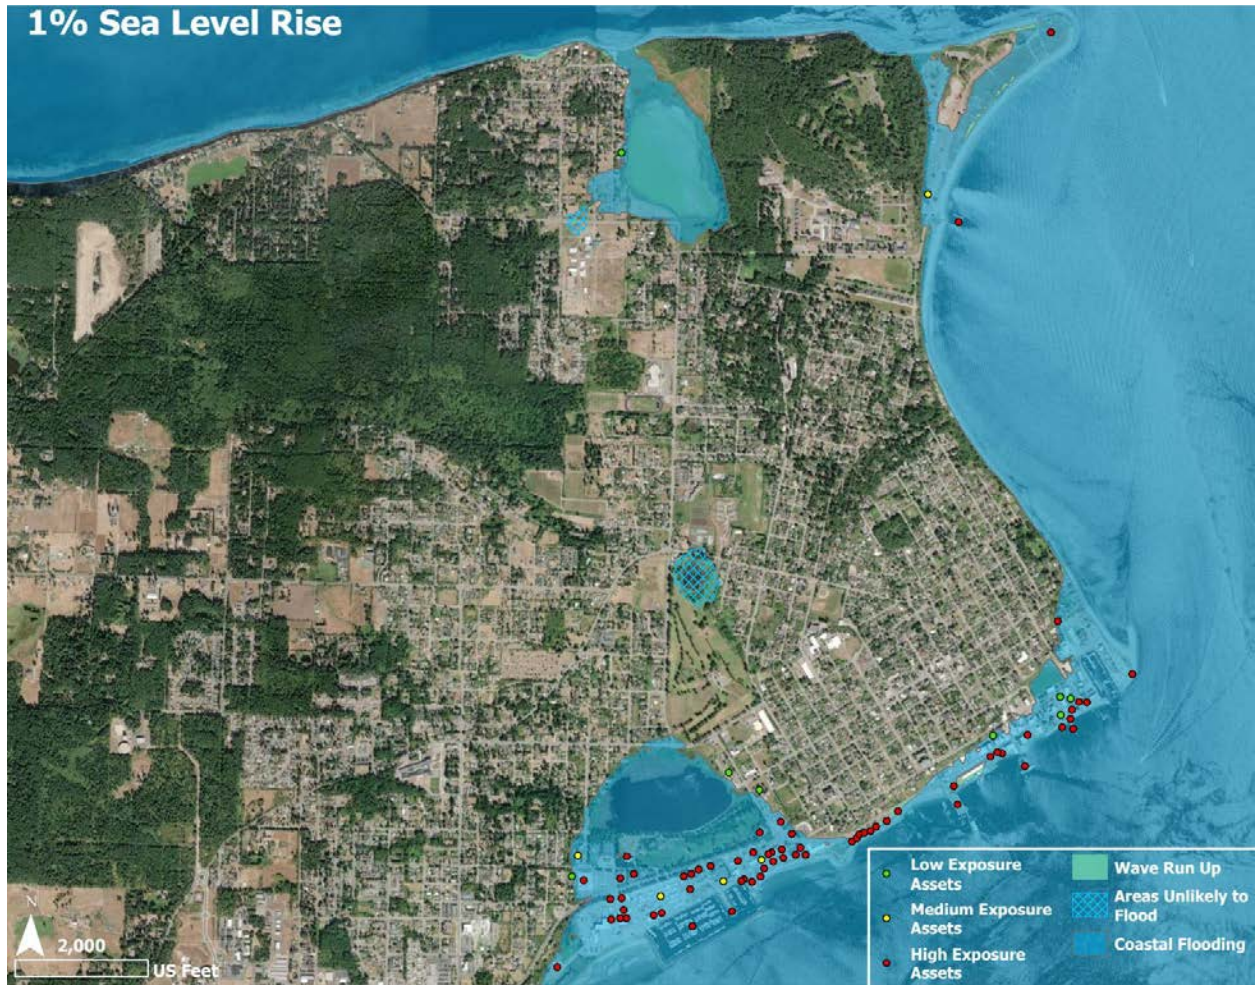 1% Sea Level Rise
Low Exposure
Assets
Medium Exposure
Assets
High Exposure
Assets
Wave Run Up
Areas Unlikely to
Flood
Coastal Flooding
N
2,000
US Feet